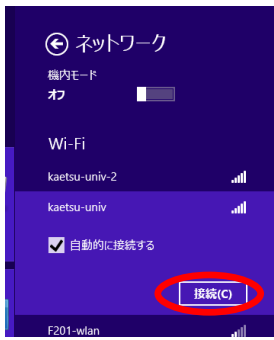 ネットワーク
機内モード
オフ
Wi-Fi
kaetsu-univ-2
kaetsu-univ
自動的に接続する
接続(C)
F201-wlan